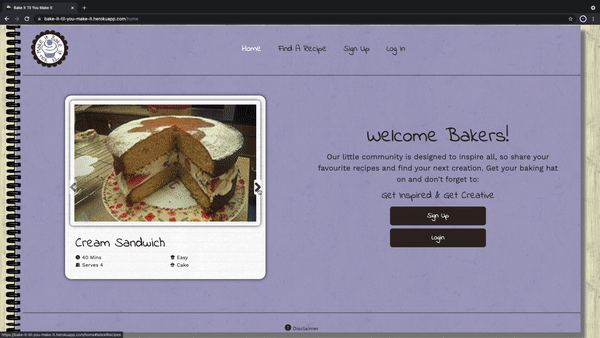 Bake It Til You Make It
bake-it-til-you-make-it.herokuapp.com/home
Home
Find A Recipe
Sign Up
Log In
Welcome Bakers!
Our little community is designed to inspire all, so share your
favourite recipes and find your next creation. Get your baking hat
on and don't forget to:
Get Inspired & Get Creative
Sign Up
Login
Cream Sandwich
40 Mins
Easy
Serves 4
Cake
Disclaimer
https://bake-it-til-you-make-it.herokuapp.com/home#latestRecipes